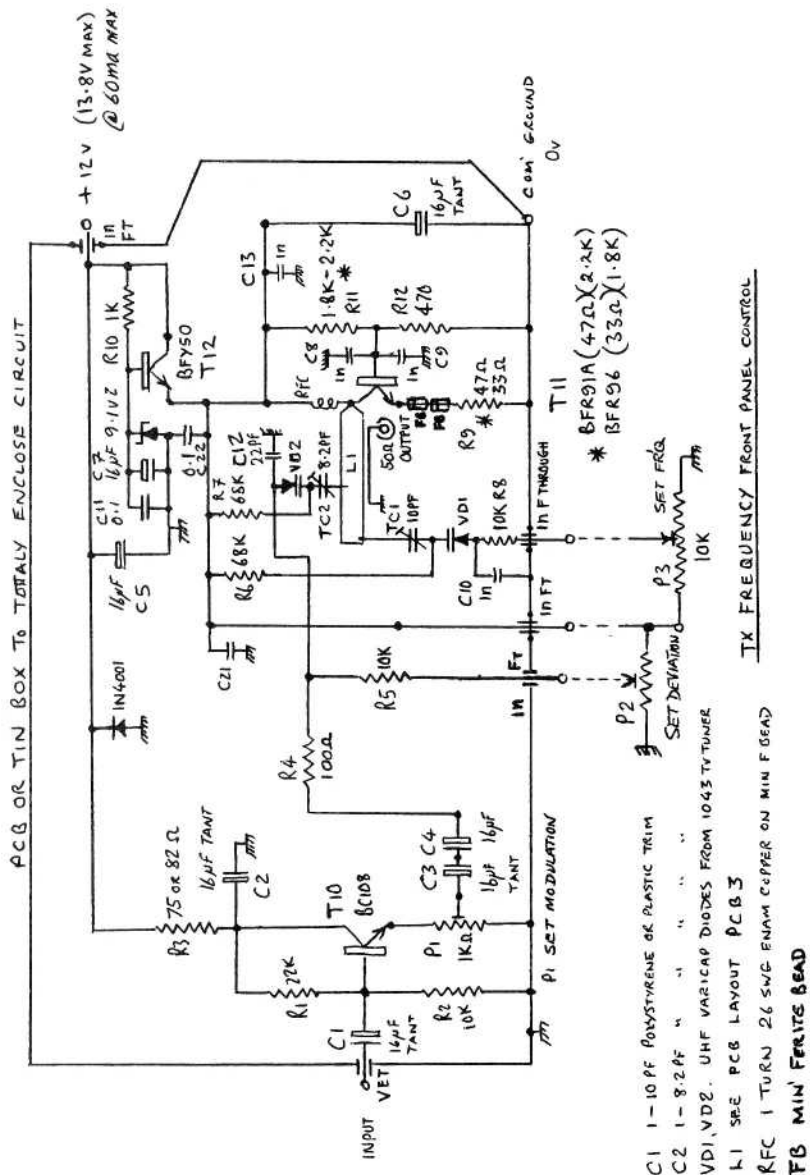 PCB OR TIN BOX TO TOTALY ENCLOSE CIRCUIT
+12V (13.8V MAX)
@ 60MA MAX
1n
FT
1N4001
16µF
C5
C11
0.1
C7
16µF
9.1V Z
R10
1K
BFY50
T12
0.1
C22
R3
75 OR 82 Ω
16µF TANT
C2
T10
BC108
R1
22K
C1
16µF
TANT
INPUT
R2
10K
P1
1KΩ
P1 SET MODULATION
C3 C4
16µF 16µF
TANT
R4
100Ω
R5
10K
C21
R6
68K
R7
68K
C12
22PF
VD2
TC2
8.2PF
L1
RFC
TC1
10PF
VD1
C10
1n
10K R8
50Ω
OUTPUT
FB
FB
R9
*
47Ω
33Ω
C8
1n
1n
C9
C13
1n
1.8K-2.2K
R11
*
R12
470
C6
16µF
TANT
COM' GROUND
0v
1n
FT
1n FT
1n FTHROUGH
T11
* BFR91A (47Ω)(2.2K)
BFR96 (33Ω)(1.8K)
P2
SET DEVIATION
P3
10K
SET FRQ
TX FREQUENCY FRONT PANEL CONTROL
C1 1-10PF POLYSTYRENE OR PLASTIC TRIM
C2 1-8.2PF " " " " "
VD1,VD2. UHF VARICAP DIODES FROM 1043 TV TUNER
L1 SEE PCB LAYOUT PCB3
RFC 1 TURN 26 SWG ENAM COPPER ON MIN F BEAD
FB MIN' FERITE BEAD